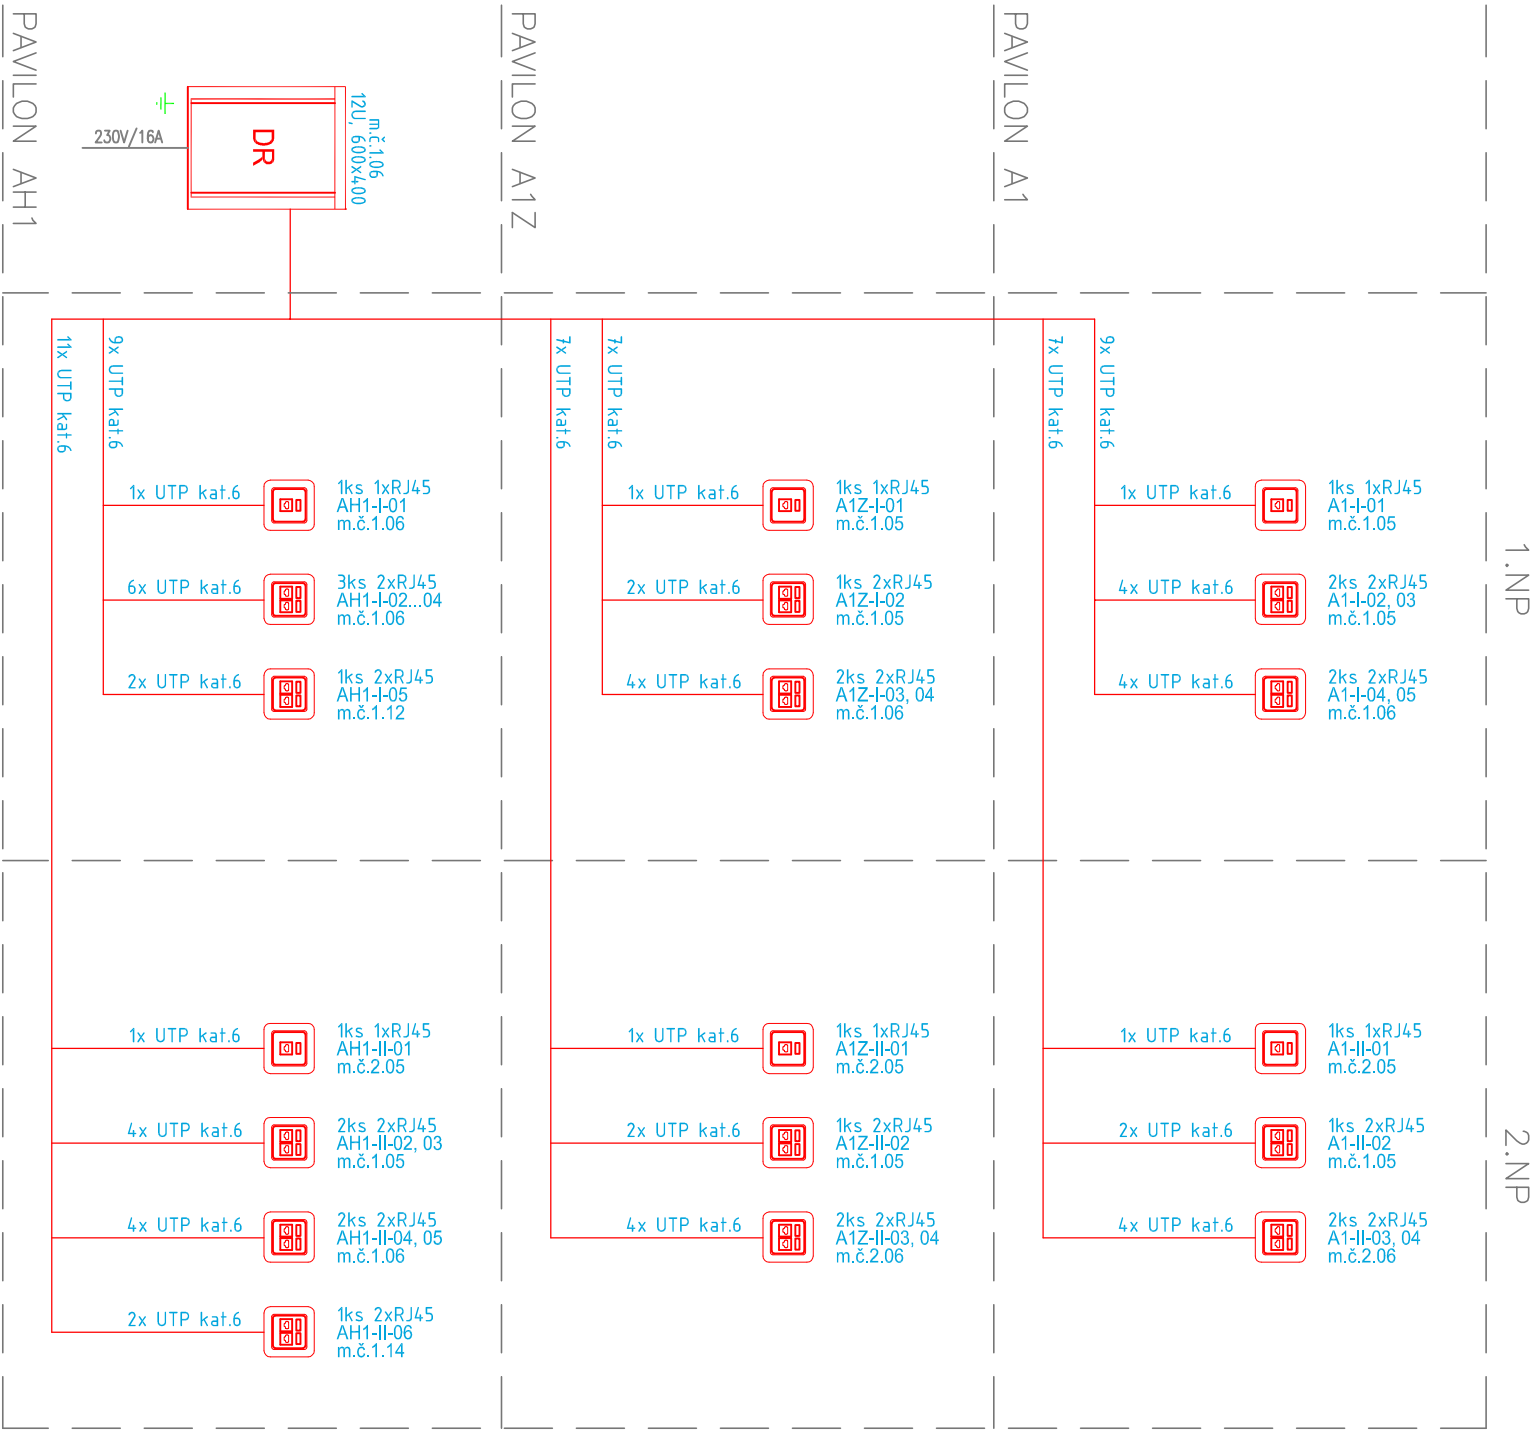 PAVILON AH1
PAVILON A1Z
PAVILON A1
1.NP
2.NP
m.č.1.06
12U, 600x400
DR
230V/16A
11x UTP kat.6
9x UTP kat.6
7x UTP kat.6
7x UTP kat.6
7x UTP kat.6
9x UTP kat.6
1x UTP kat.6
1ks 1xRJ45
AH1-I-01
m.č.1.06
6x UTP kat.6
3ks 2xRJ45
AH1-I-02...04
m.č.1.06
2x UTP kat.6
1ks 2xRJ45
AH1-I-05
m.č.1.12
1x UTP kat.6
1ks 1xRJ45
A1Z-I-01
m.č.1.05
2x UTP kat.6
1ks 2xRJ45
A1Z-I-02
m.č.1.05
4x UTP kat.6
2ks 2xRJ45
A1Z-I-03, 04
m.č.1.06
1x UTP kat.6
1ks 1xRJ45
A1-I-01
m.č.1.05
4x UTP kat.6
2ks 2xRJ45
A1-I-02, 03
m.č.1.05
4x UTP kat.6
2ks 2xRJ45
A1-I-04, 05
m.č.1.06
1x UTP kat.6
1ks 1xRJ45
AH1-II-01
m.č.2.05
4x UTP kat.6
2ks 2xRJ45
AH1-II-02, 03
m.č.1.05
4x UTP kat.6
2ks 2xRJ45
AH1-II-04, 05
m.č.1.06
2x UTP kat.6
1ks 2xRJ45
AH1-II-06
m.č.1.14
1x UTP kat.6
1ks 1xRJ45
A1Z-II-01
m.č.2.05
2x UTP kat.6
1ks 2xRJ45
A1Z-II-02
m.č.1.05
4x UTP kat.6
2ks 2xRJ45
A1Z-II-03, 04
m.č.2.06
1x UTP kat.6
1ks 1xRJ45
A1-II-01
m.č.2.05
2x UTP kat.6
1ks 2xRJ45
A1-II-02
m.č.1.05
4x UTP kat.6
2ks 2xRJ45
A1-II-03, 04
m.č.2.06